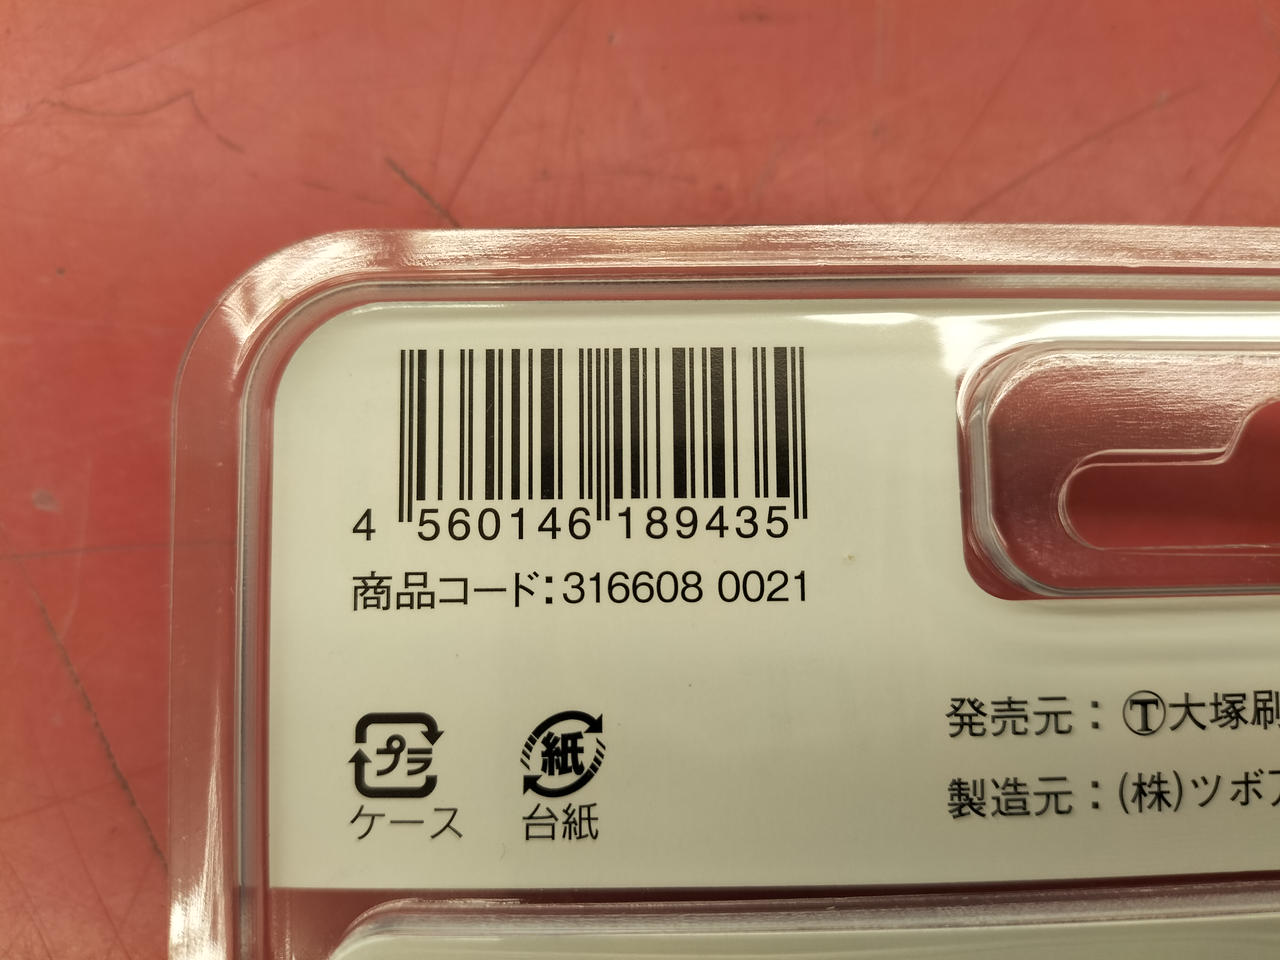 4 560146 189435
商品コード：316608 0021
プラ
ケース
紙
台紙
発売元：Ⓣ大塚刷
製造元：(株)ツボ